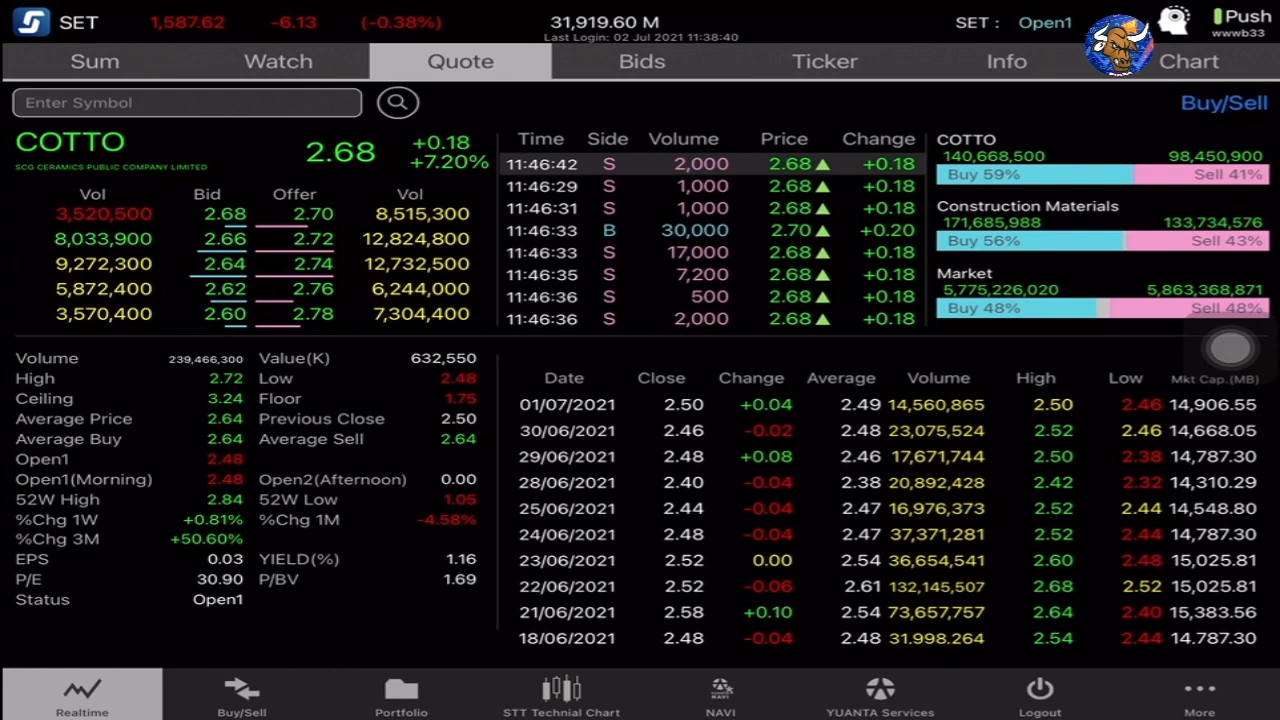 SET 1,587.62 -6.13 (-0.38%) 31,919.60 M SET : Open1 Push
Last Login: 02 Jul 2021 11:38:40 wwwb33
Sum Watch Quote Bids Ticker Info Chart
Enter Symbol Buy/Sell
COTTO 2.68 +0.18 +7.20%
SCG CERAMICS PUBLIC COMPANY LIMITED
Vol Bid Offer Vol
3,520,500 2.68 2.70 8,515,300
8,033,900 2.66 2.72 12,824,800
9,272,300 2.64 2.74 12,732,500
5,872,400 2.62 2.76 6,244,000
3,570,400 2.60 2.78 7,304,400
Time Side Volume Price Change
11:46:42 S 2,000 2.68▲ +0.18
11:46:29 S 1,000 2.68▲ +0.18
11:46:31 S 1,000 2.68▲ +0.18
11:46:33 B 30,000 2.70▲ +0.20
11:46:33 S 17,000 2.68▲ +0.18
11:46:35 S 7,200 2.68▲ +0.18
11:46:36 S 500 2.68▲ +0.18
11:46:36 S 2,000 2.68▲ +0.18
COTTO
140,668,500 98,450,900
Buy 59% Sell 41%
Construction Materials
171,685,988 133,734,576
Buy 56% Sell 43%
Market
5,775,226,020 5,863,368,871
Buy 48% Sell 48%
Volume 239,466,300 Value(K) 632,550
High 2.72 Low 2.48
Ceiling 3.24 Floor 1.75
Average Price 2.64 Previous Close 2.50
Average Buy 2.64 Average Sell 2.64
Open1 2.48
Open1(Morning) 2.48 Open2(Afternoon) 0.00
52W High 2.84 52W Low 1.05
%Chg 1W +0.81% %Chg 1M -4.58%
%Chg 3M +50.60%
EPS 0.03 YIELD(%) 1.16
P/E 30.90 P/BV 1.69
Status Open1
Date Close Change Average Volume High Low Mkt Cap.(MB)
01/07/2021 2.50 +0.04 2.49 14,560,865 2.50 2.46 14,906.55
30/06/2021 2.46 -0.02 2.48 23,075,524 2.52 2.46 14,668.05
29/06/2021 2.48 +0.08 2.46 17,671,744 2.50 2.38 14,787.30
28/06/2021 2.40 -0.04 2.38 20,892,428 2.42 2.32 14,310.29
25/06/2021 2.44 -0.04 2.47 16,976,373 2.52 2.44 14,548.80
24/06/2021 2.48 -0.04 2.47 37,371,281 2.52 2.44 14,787.30
23/06/2021 2.52 0.00 2.54 36,654,541 2.60 2.48 15,025.81
22/06/2021 2.52 -0.06 2.61 132,145,507 2.68 2.52 15,025.81
21/06/2021 2.58 +0.10 2.54 73,657,757 2.64 2.40 15,383.56
18/06/2021 2.48 -0.04 2.48 31,998,264 2.54 2.44 14,787.30
Realtime Buy/Sell Portfolio STT Technial Chart NAVI YUANTA Services Logout More